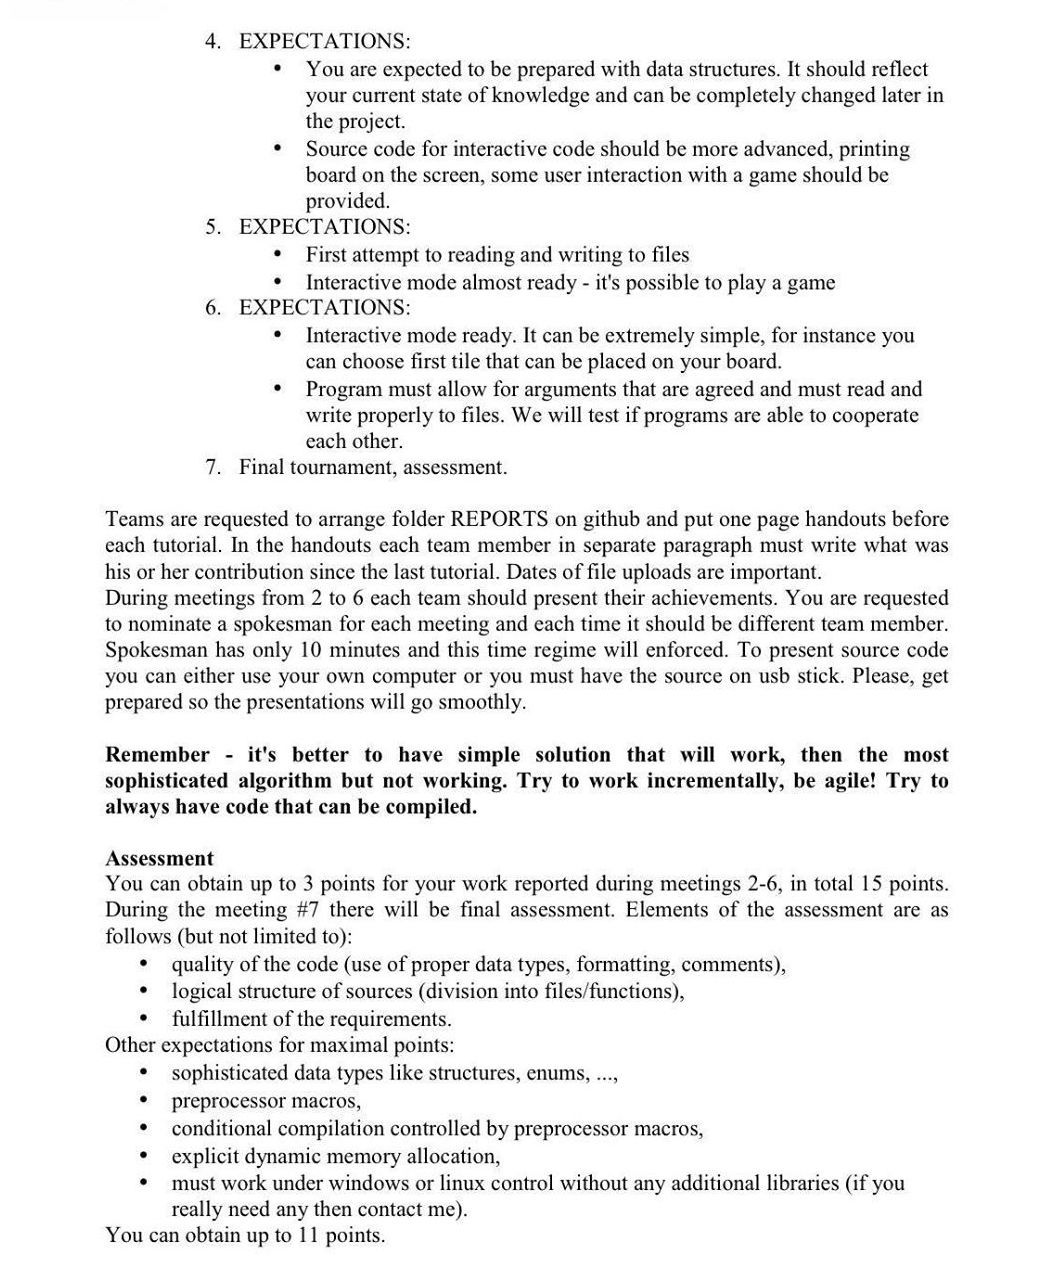 4. EXPECTATIONS:
• You are expected to be prepared with data structures. It should reflect
your current state of knowledge and can be completely changed later in
the project.
• Source code for interactive code should be more advanced, printing
board on the screen, some user interaction with a game should be
provided.
5. EXPECTATIONS:
• First attempt to reading and writing to files
• Interactive mode almost ready - it's possible to play a game
6. EXPECTATIONS:
• Interactive mode ready. It can be extremely simple, for instance you
can choose first tile that can be placed on your board.
• Program must allow for arguments that are agreed and must read and
write properly to files. We will test if programs are able to cooperate
each other.
7. Final tournament, assessment.
Teams are requested to arrange folder REPORTS on github and put one page handouts before
each tutorial. In the handouts each team member in separate paragraph must write what was
his or her contribution since the last tutorial. Dates of file uploads are important.
During meetings from 2 to 6 each team should present their achievements. You are requested
to nominate a spokesman for each meeting and each time it should be different team member.
Spokesman has only 10 minutes and this time regime will enforced. To present source code
you can either use your own computer or you must have the source on usb stick. Please, get
prepared so the presentations will go smoothly.
Remember - it's better to have simple solution that will work, then the most
sophisticated algorithm but not working. Try to work incrementally, be agile! Try to
always have code that can be compiled.
Assessment
You can obtain up to 3 points for your work reported during meetings 2-6, in total 15 points.
During the meeting #7 there will be final assessment. Elements of the assessment are as
follows (but not limited to):
• quality of the code (use of proper data types, formatting, comments),
• logical structure of sources (division into files/functions),
• fulfillment of the requirements.
Other expectations for maximal points:
• sophisticated data types like structures, enums, ...,
• preprocessor macros,
• conditional compilation controlled by preprocessor macros,
• explicit dynamic memory allocation,
• must work under windows or linux control without any additional libraries (if you
really need any then contact me).
You can obtain up to 11 points.